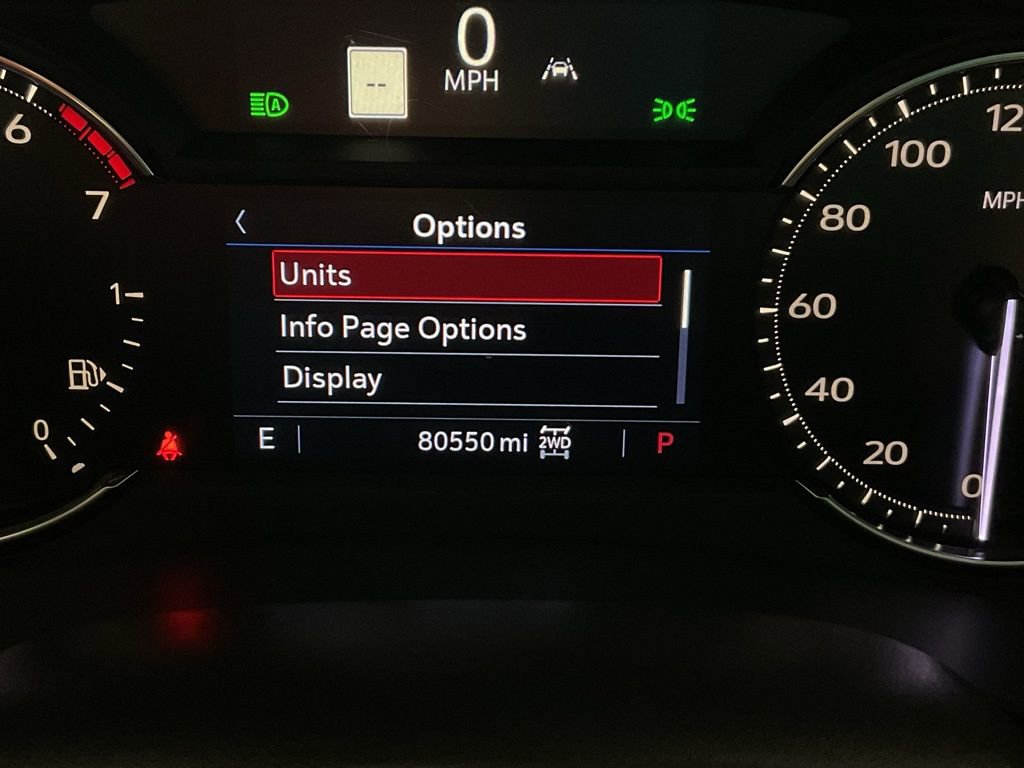 0
MPH
--
A
6
7
1
0
Options
Units
Info Page Options
Display
E
80550 mi
2WD
P
12
100
MPH
80
60
40
20
0